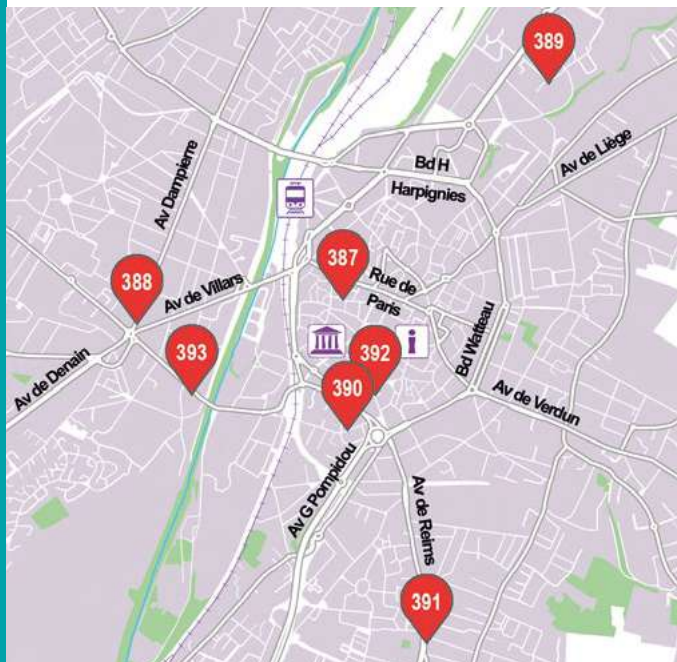 389
Av Dampierre
Bd H
Harpignies
Av de Liège
387
388
Av de Villars
Rue de
Paris
393
392
i
Bd Watteau
Av de Denain
390
Av de Verdun
Av G Pompidou
Av de Reims
391